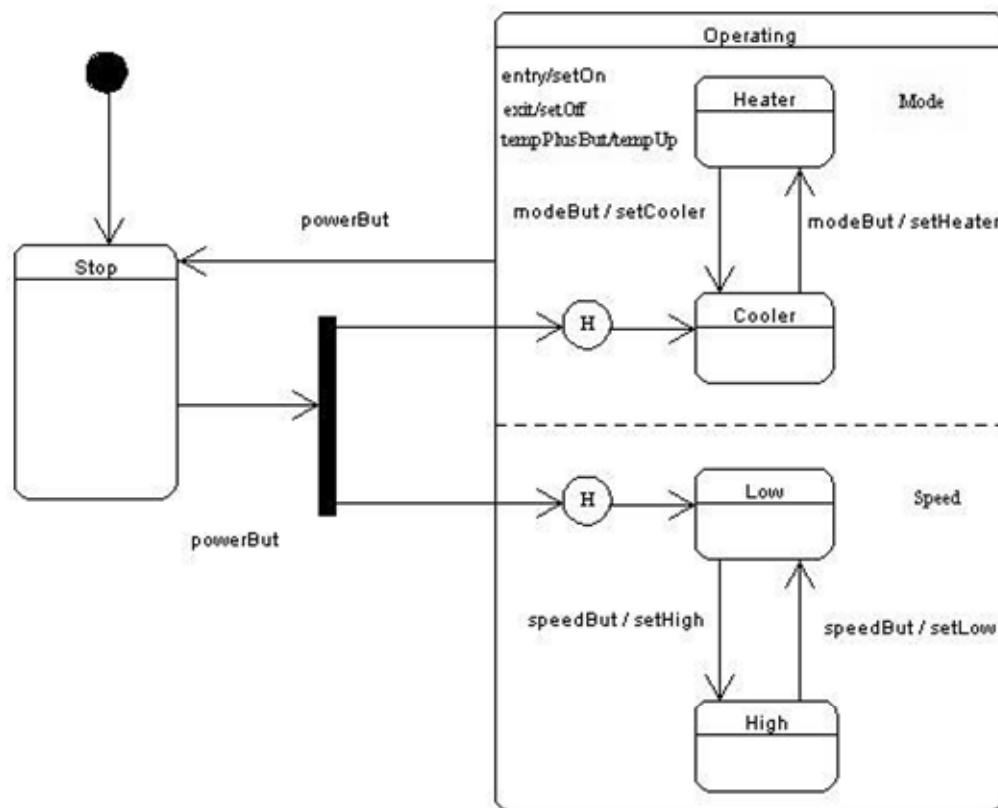 Operating
entry/setOn
exit/setOff
tempPlusBut/tempUp
Heater
Mode
modeBut / setCooler
modeBut / setHeater
powerBut
Stop
H
Cooler
powerBut
H
Low
Speed
speedBut / setHigh
speedBut / setLow
High